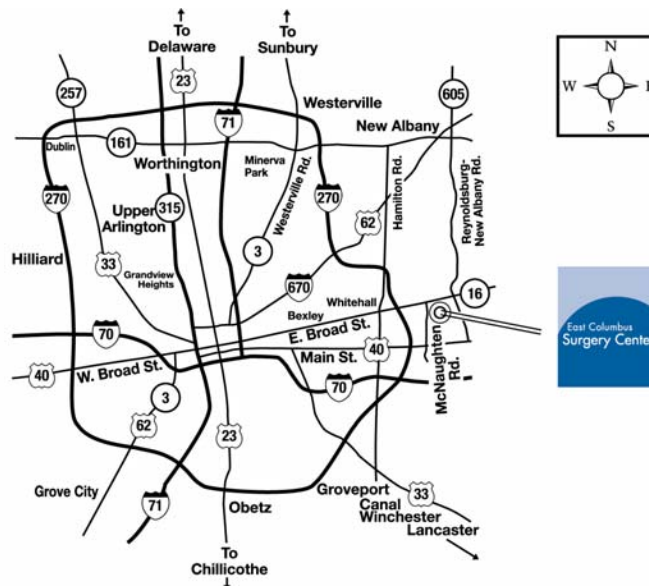 To
Delaware
To
Sunbury
N
W
E
S
23
257
605
Westerville
71
New Albany
Dublin
161
Worthington
Minerva
Park
Westerville Rd.
270
270
Hamilton Rd.
Reynoldsburg-
New Albany Rd.
315
Upper
Arlington
62
3
Hilliard
33
Grandview
Heights
670
16
Whitehall
Bexley
E. Broad St.
East Columbus
Surgery Center
70
Main St.
40
McNaughten
Rd.
40
W. Broad St.
70
3
62
23
Grove City
71
Obetz
Groveport
Canal
Winchester
Lancaster
33
To
Chillicothe